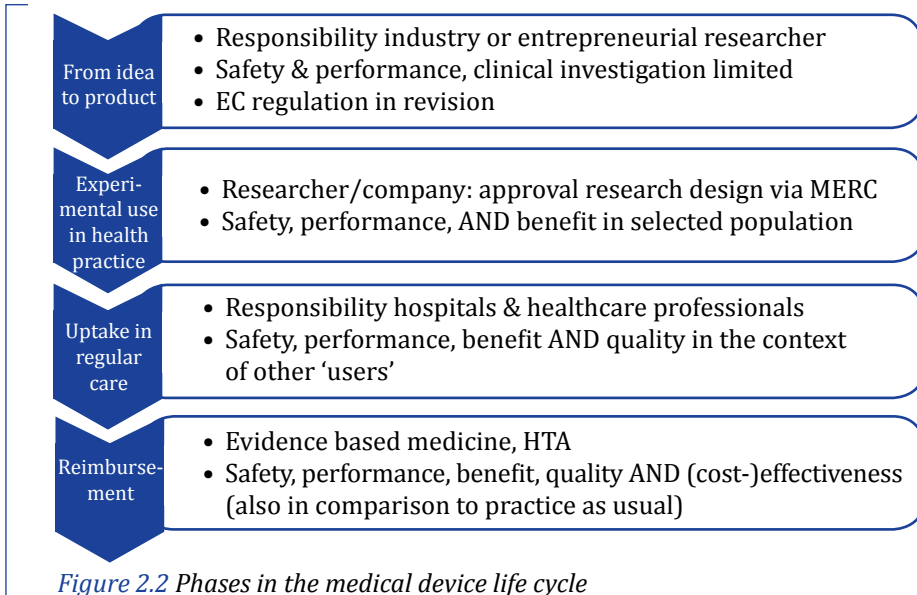 From idea
to product
• Responsibility industry or entrepreneurial researcher
• Safety & performance, clinical investigation limited
• EC regulation in revision
Experi-
mental use
in health
practice
• Researcher/company: approval research design via MERC
• Safety, performance, AND benefit in selected population
Uptake in
regular
care
• Responsibility hospitals & healthcare professionals
• Safety, performance, benefit AND quality in the context
of other ‘users’
Reimburse-
ment
• Evidence based medicine, HTA
• Safety, performance, benefit, quality AND (cost-)effectiveness
(also in comparison to practice as usual)
Figure 2.2 Phases in the medical device life cycle